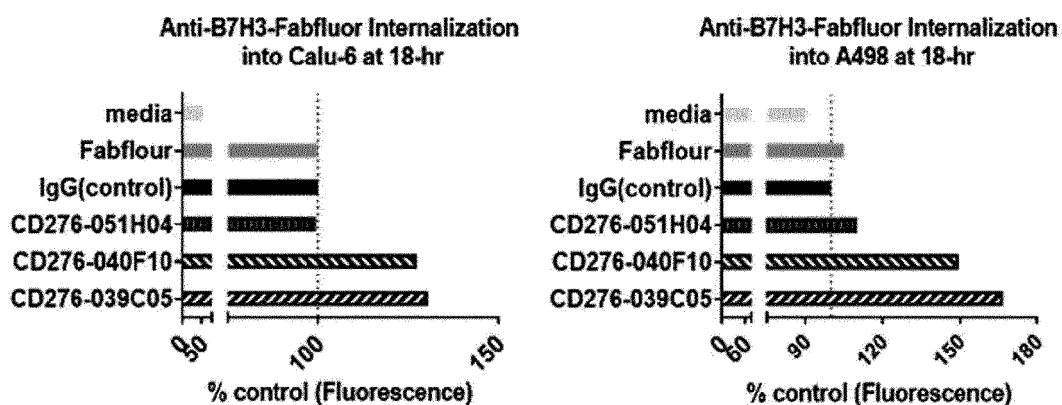 Anti-B7H3-Fabfluor Internalization
into Calu-6 at 18-hr
media
Fabflour
IgG(control)
CD276-051H04
CD276-040F10
CD276-039C05
0
50
100
150
% control (Fluorescence)
Anti-B7H3-Fabfluor Internalization
into A498 at 18-hr
media
Fabflour
IgG(control)
CD276-051H04
CD276-040F10
CD276-039C05
0
60
90
120
150
180
% control (Fluorescence)